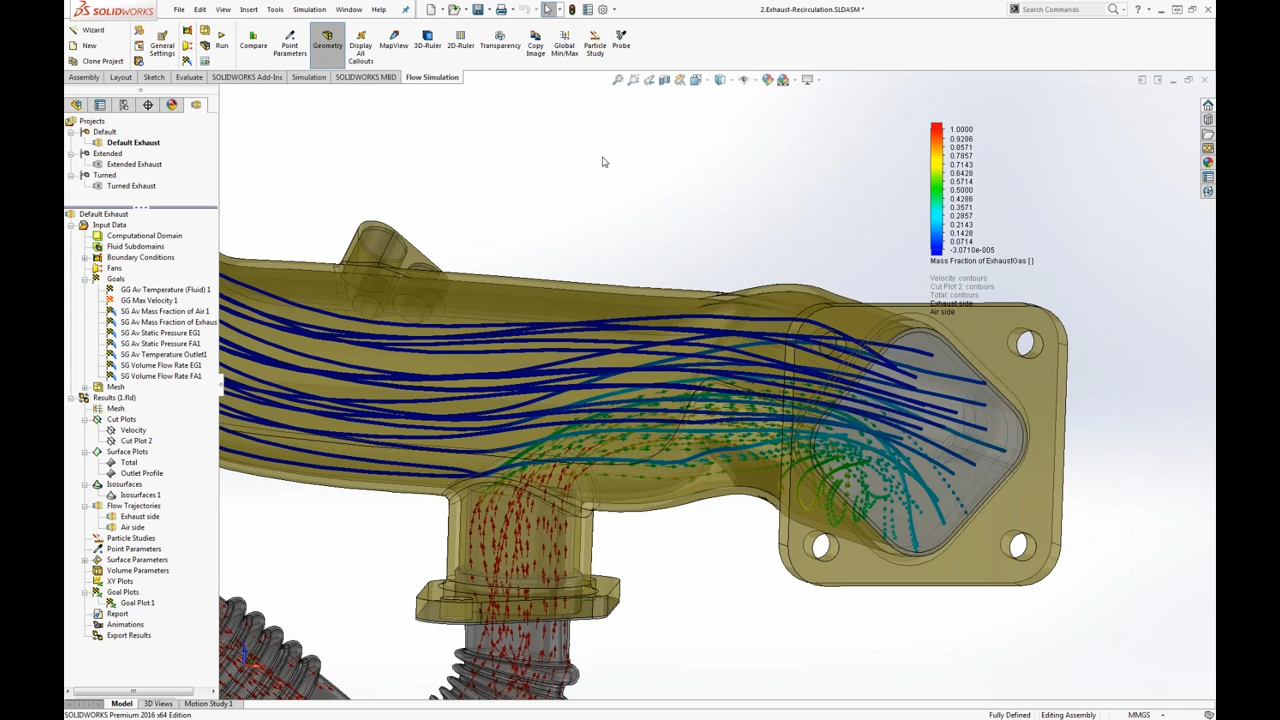 SOLIDWORKS
File Edit View Insert Tools Simulation Window Help
2.Exhaust-Recirculation.SLDASM *
Search Commands
?
Wizard
New
Clone Project
General Settings
Run
Compare
Point Parameters
Geometry
Display All Callouts
MapView
3D-Ruler
2D-Ruler
Transparency
Copy Image
Global Min/Max
Particle Study
Probe
Assembly Layout Sketch Evaluate SOLIDWORKS Add-Ins Simulation SOLIDWORKS MBD Flow Simulation
Projects
Default
Default Exhaust
Extended
Extended Exhaust
Turned
Turned Exhaust
Default Exhaust
Input Data
Computational Domain
Fluid Subdomains
Boundary Conditions
Fans
Goals
GG Av Temperature (Fluid) 1
GG Max Velocity 1
SG Av Mass Fraction of Air1
SG Av Mass Fraction of Exhaus
SG Av Static Pressure EG1
SG Av Static Pressure FA1
SG Av Temperature Outlet1
SG Volume Flow Rate EG1
SG Volume Flow Rate FA1
Mesh
Results (1.fld)
Mesh
Cut Plots
Velocity
Cut Plot 2
Surface Plots
Total
Outlet Profile
Isosurfaces
Isosurfaces 1
Flow Trajectories
Exhaust side
Air side
Particle Studies
Point Parameters
Surface Parameters
Volume Parameters
XY Plots
Goal Plots
Goal Plot 1
Report
Animations
Export Results
1.0000
0.9286
0.8571
0.7857
0.7143
0.6428
0.5714
0.5000
0.4286
0.3571
0.2857
0.2143
0.1428
0.0714
-3.0710e-005
Mass Fraction of ExhaustGas [ ]
Velocity: contours
Cut Plot 2: contours
Total: contours
Exhaust side
Air side
Model 3D Views Motion Study 1
SOLIDWORKS Premium 2016 x64 Edition
Fully Defined Editing Assembly MMGS